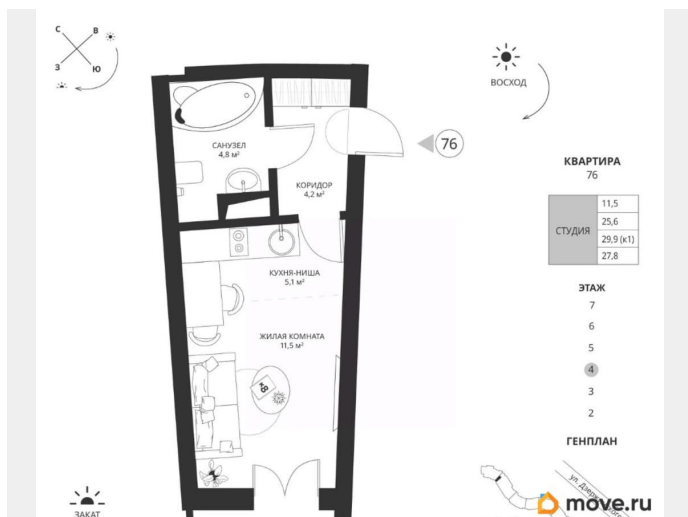 С
В
З
Ю
ВОСХОД
САНУЗЕЛ
4,8 м²
КОРИДОР
4,2 м²
76
КВАРТИРА
76
СТУДИЯ
11,5
25,6
29,9 (к1)
27,8
КУХНЯ-НИША
5,1 м²
ЖИЛАЯ КОМНАТА
11,5 м²
ЭТАЖ
7
6
5
4
3
2
ГЕНПЛАН
ЗАКАТ
move.ru